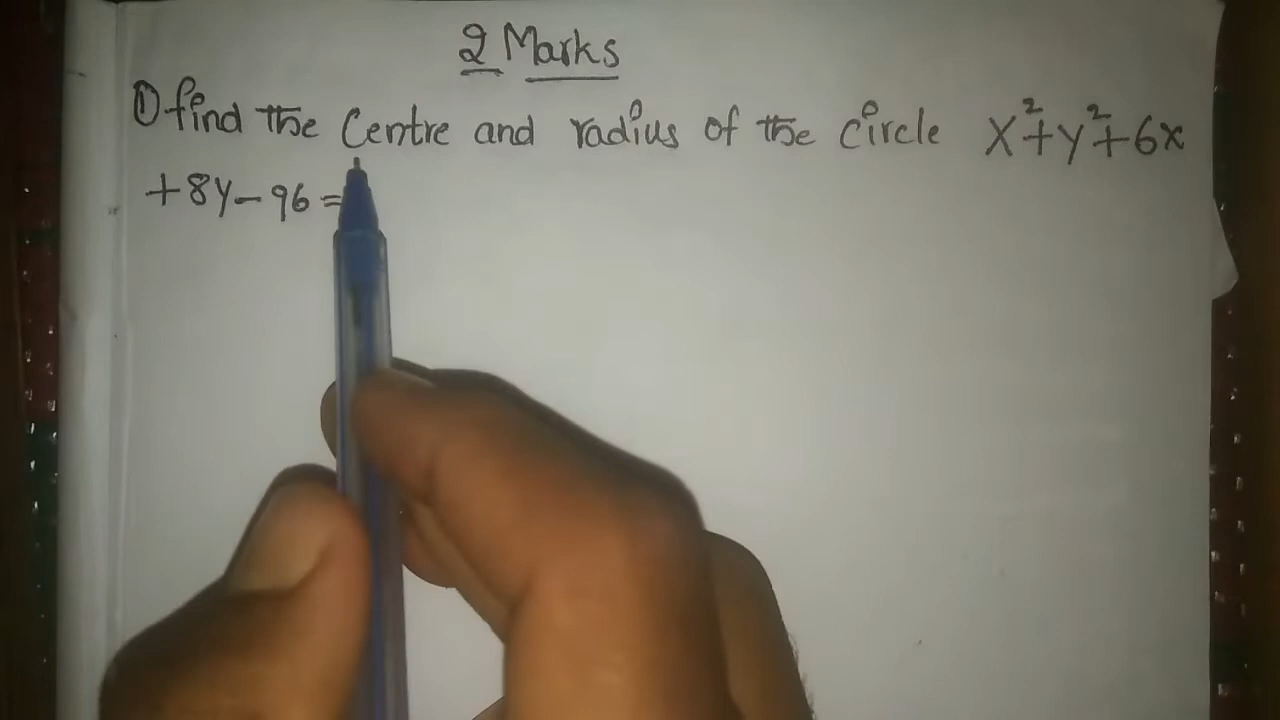 2 Marks
① find the Centre and radius of the circle x²+y²+6x
+8y-96=